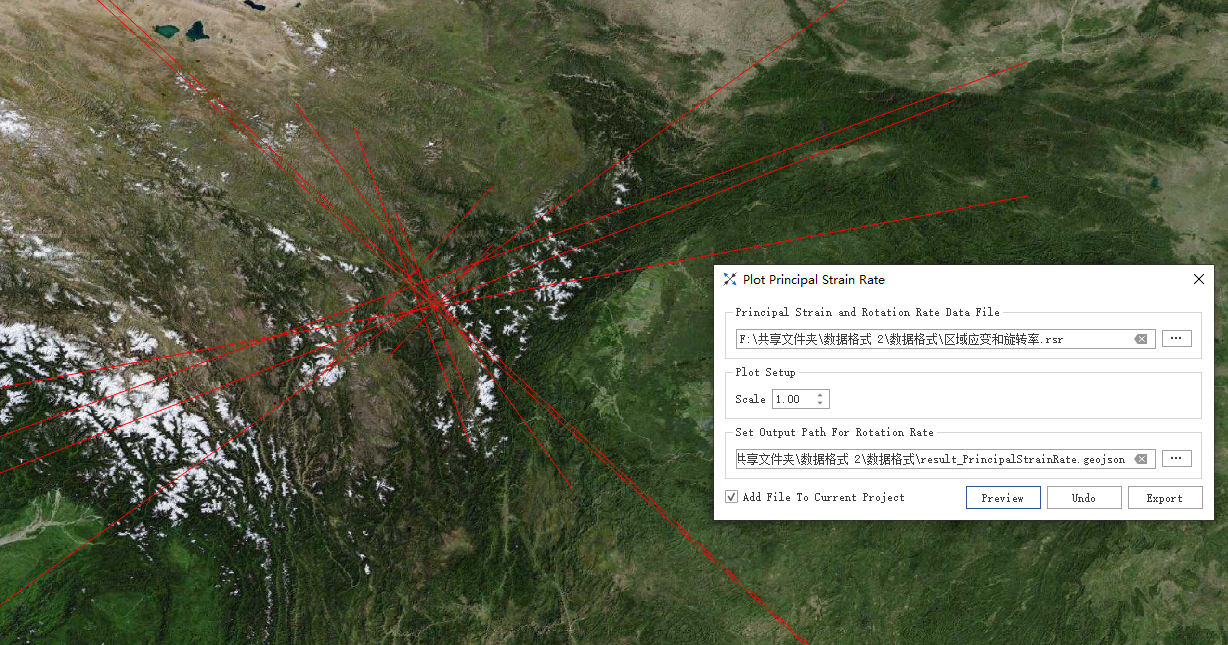 Plot Principal Strain Rate
Principal Strain and Rotation Rate Data File
F:\共享文件夹\数据格式 2\数据格式\区域应变和旋转率.rsr
...
Plot Setup
Scale 1.00
Set Output Path For Rotation Rate
共享文件夹\数据格式 2\数据格式\result_PrincipalStrainRate.geojson
...
Add File To Current Project
Preview
Undo
Export